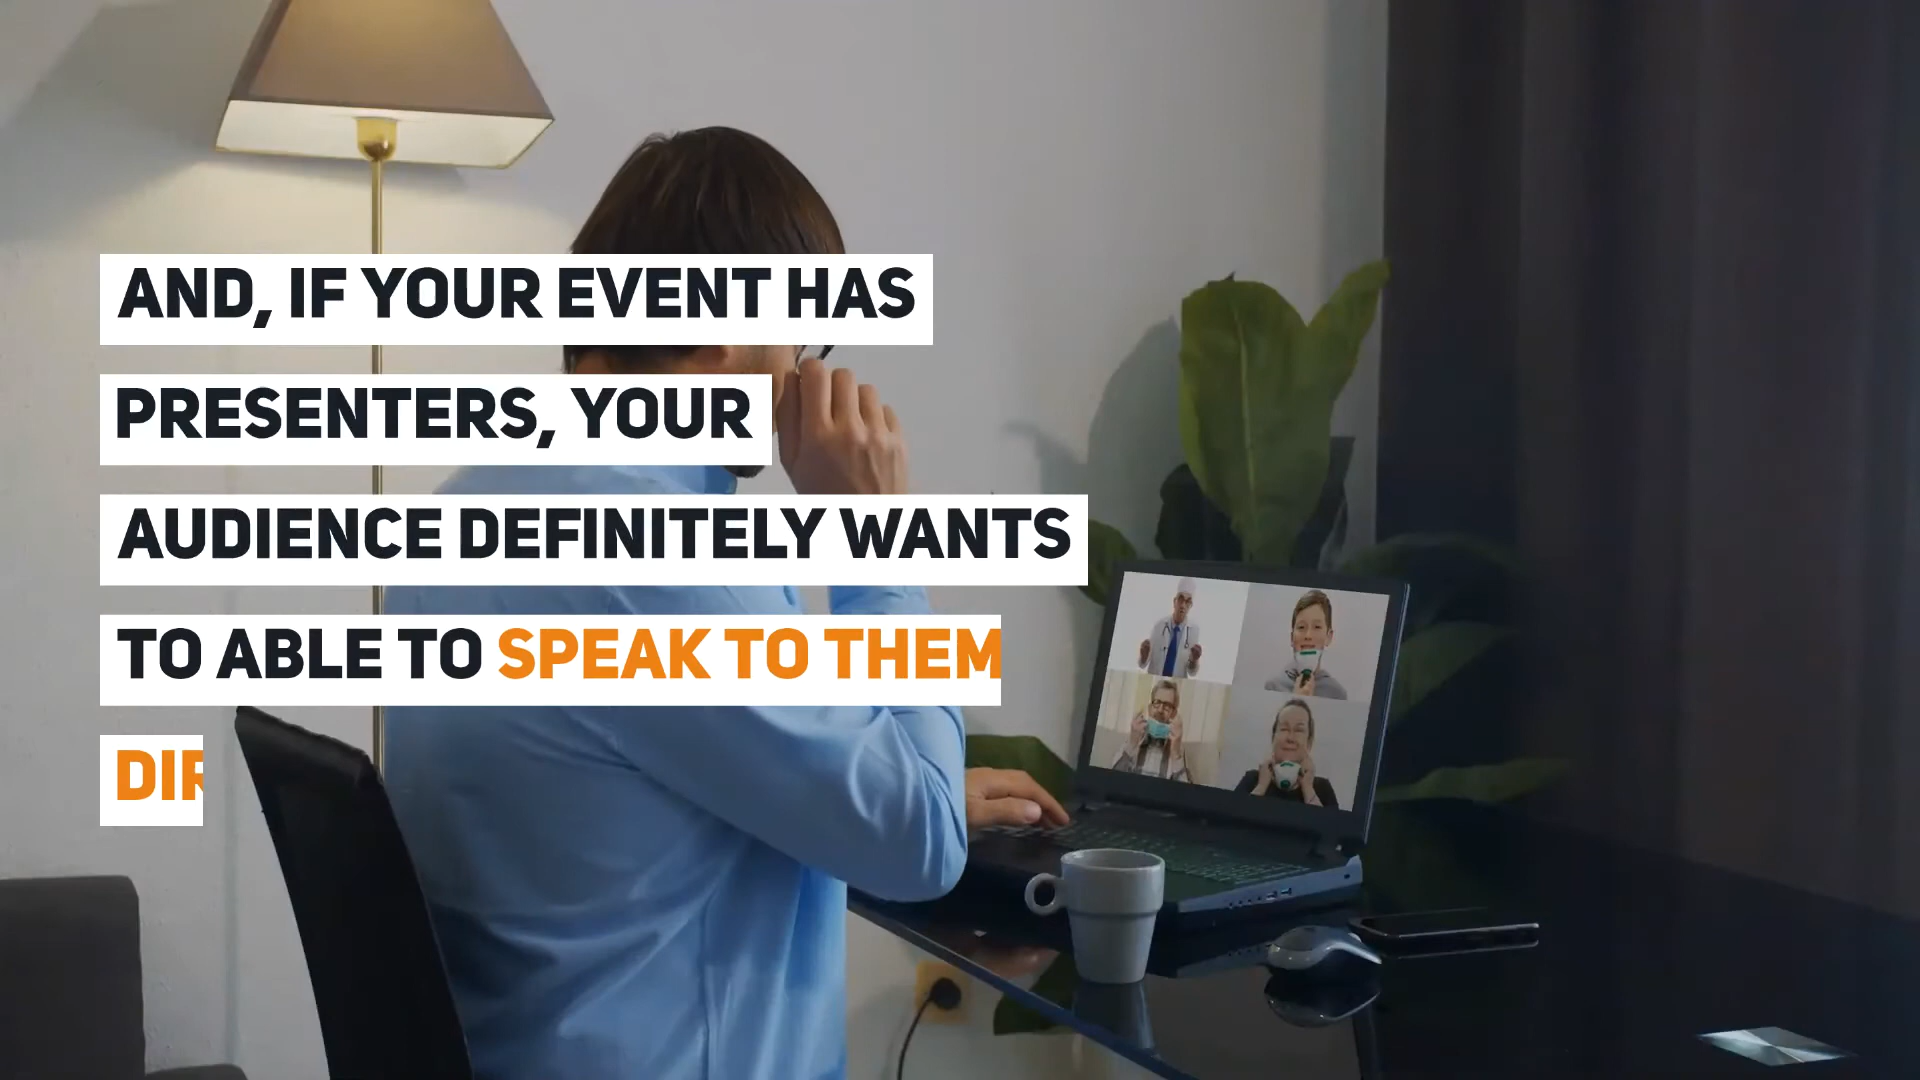 AND, IF YOUR EVENT HAS
PRESENTERS, YOUR
AUDIENCE DEFINITELY WANTS
TO ABLE TO SPEAK TO THEM